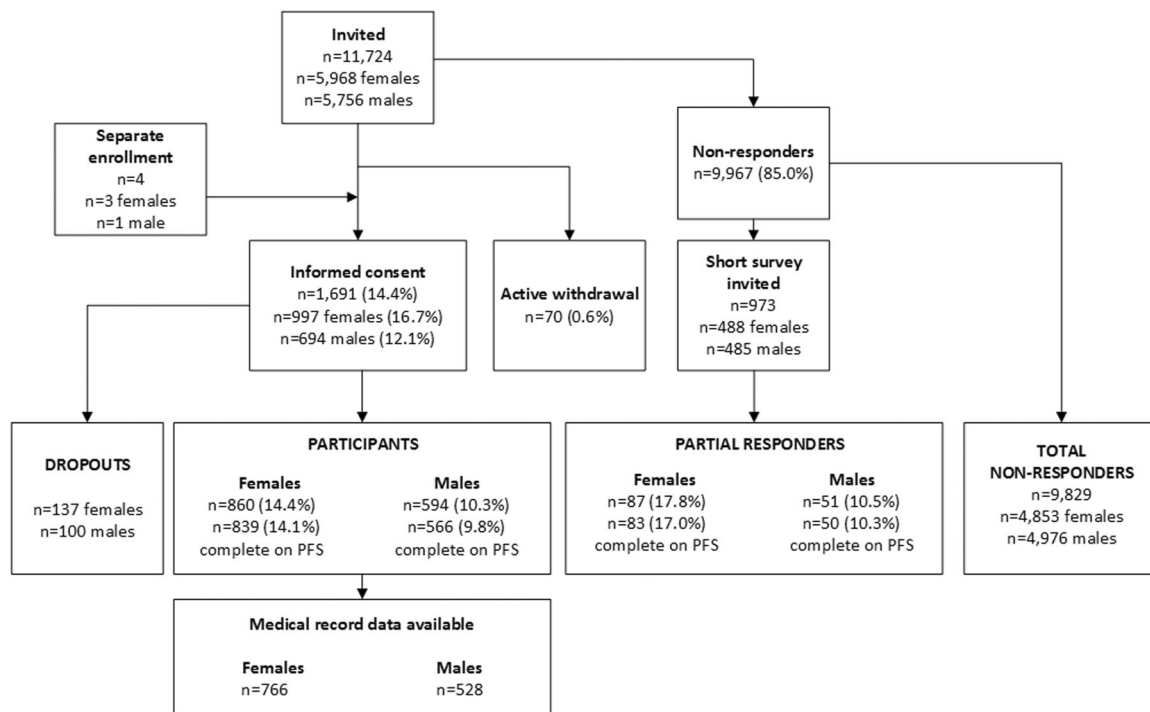 Invited
n=11,724
n=5,968 females
n=5,756 males
Separate
enrollment
n=4
n=3 females
n=1 male
Non-responders
n=9,967 (85.0%)
Informed consent
n=1,691 (14.4%)
n=997 females (16.7%)
n=694 males (12.1%)
Active withdrawal
n=70 (0.6%)
Short survey
invited
n=973
n=488 females
n=485 males
DROPOUTS
n=137 females
n=100 males
PARTICIPANTS
Females
n=860 (14.4%)
n=839 (14.1%)
complete on PFS
Males
n=594 (10.3%)
n=566 (9.8%)
complete on PFS
PARTIAL RESPONDERS
Females
n=87 (17.8%)
n=83 (17.0%)
complete on PFS
Males
n=51 (10.5%)
n=50 (10.3%)
complete on PFS
TOTAL
NON-RESPONDERS
n=9,829
n=4,853 females
n=4,976 males
Medical record data available
Females
n=766
Males
n=528